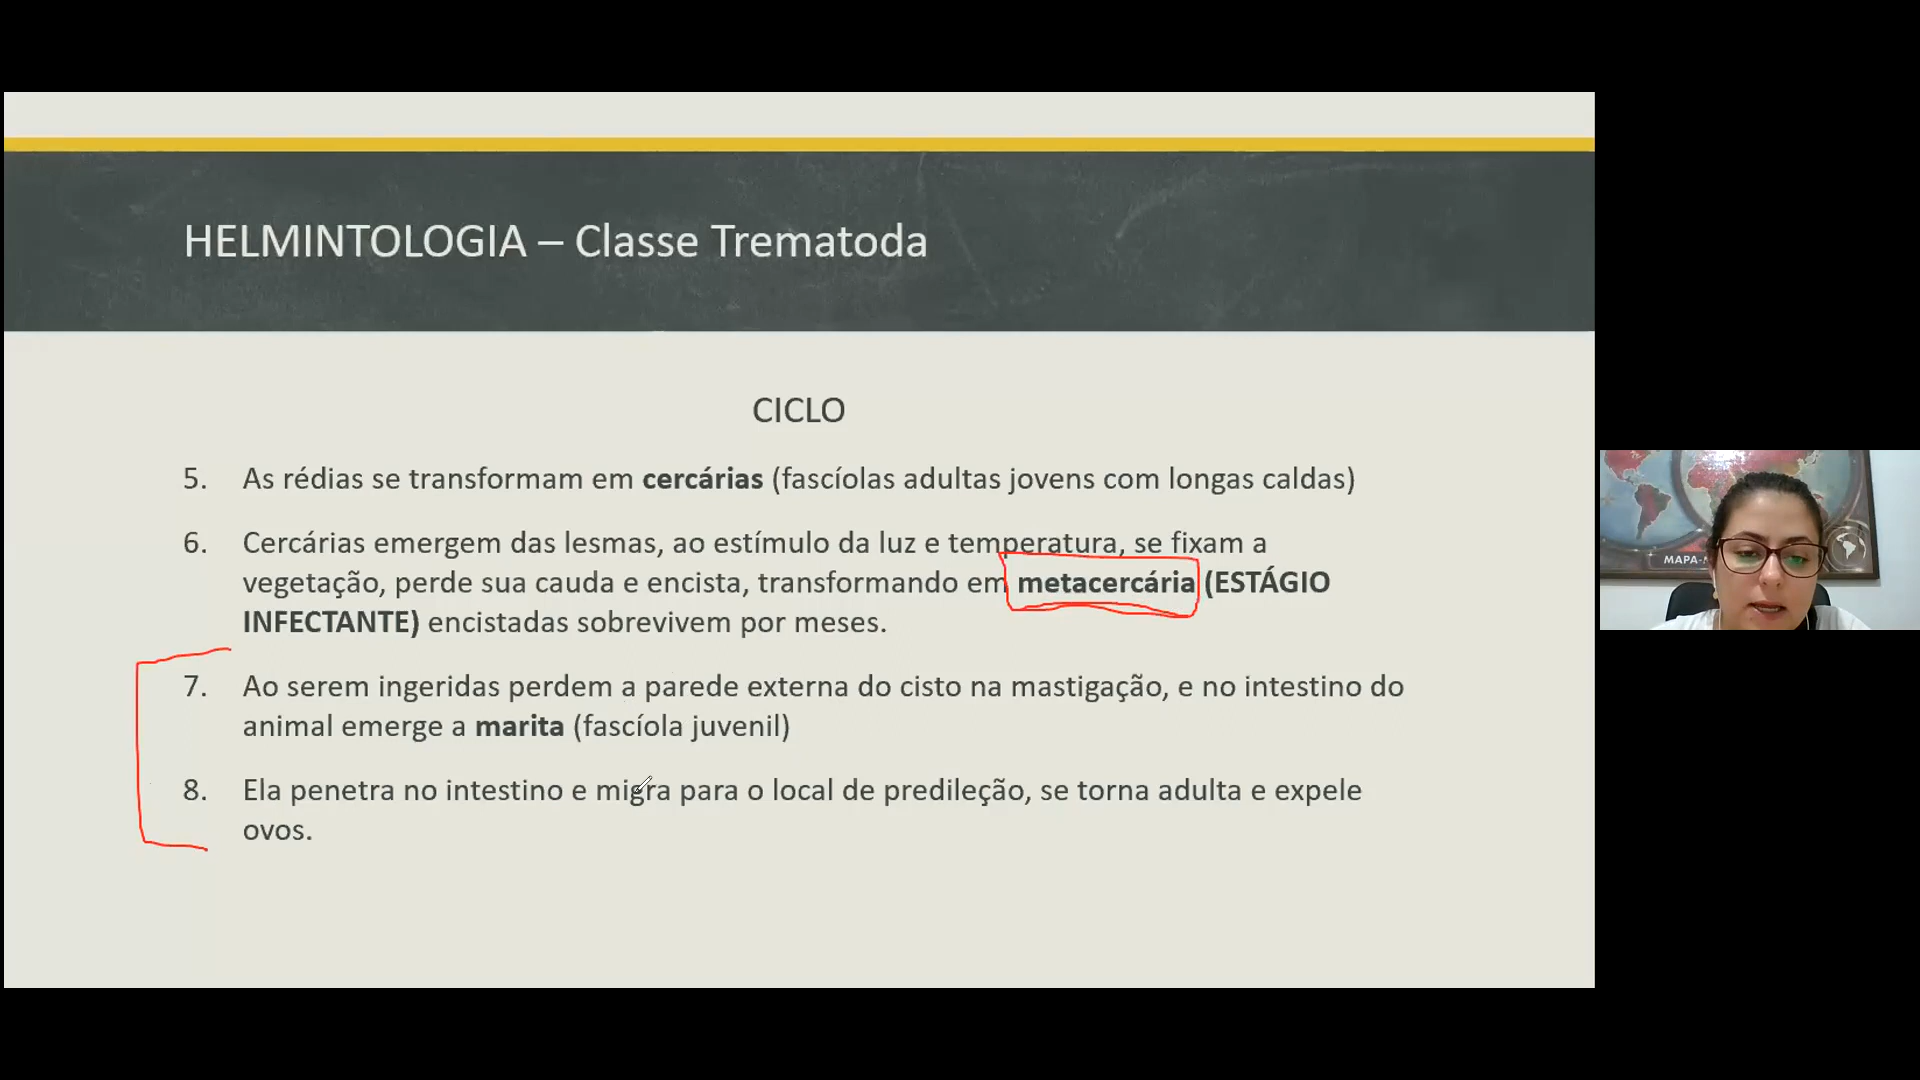 HELMINTOLOGIA – Classe Trematoda
CICLO
5. As rédias se transformam em cercárias (fascíolas adultas jovens com longas caldas)
6. Cercárias emergem das lesmas, ao estímulo da luz e temperatura, se fixam a
vegetação, perde sua cauda e encista, transformando em metacercária (ESTÁGIO
INFECTANTE) encistadas sobrevivem por meses.
7. Ao serem ingeridas perdem a parede externa do cisto na mastigação, e no intestino do
animal emerge a marita (fascíola juvenil)
8. Ela penetra no intestino e migra para o local de predileção, se torna adulta e expele
ovos.